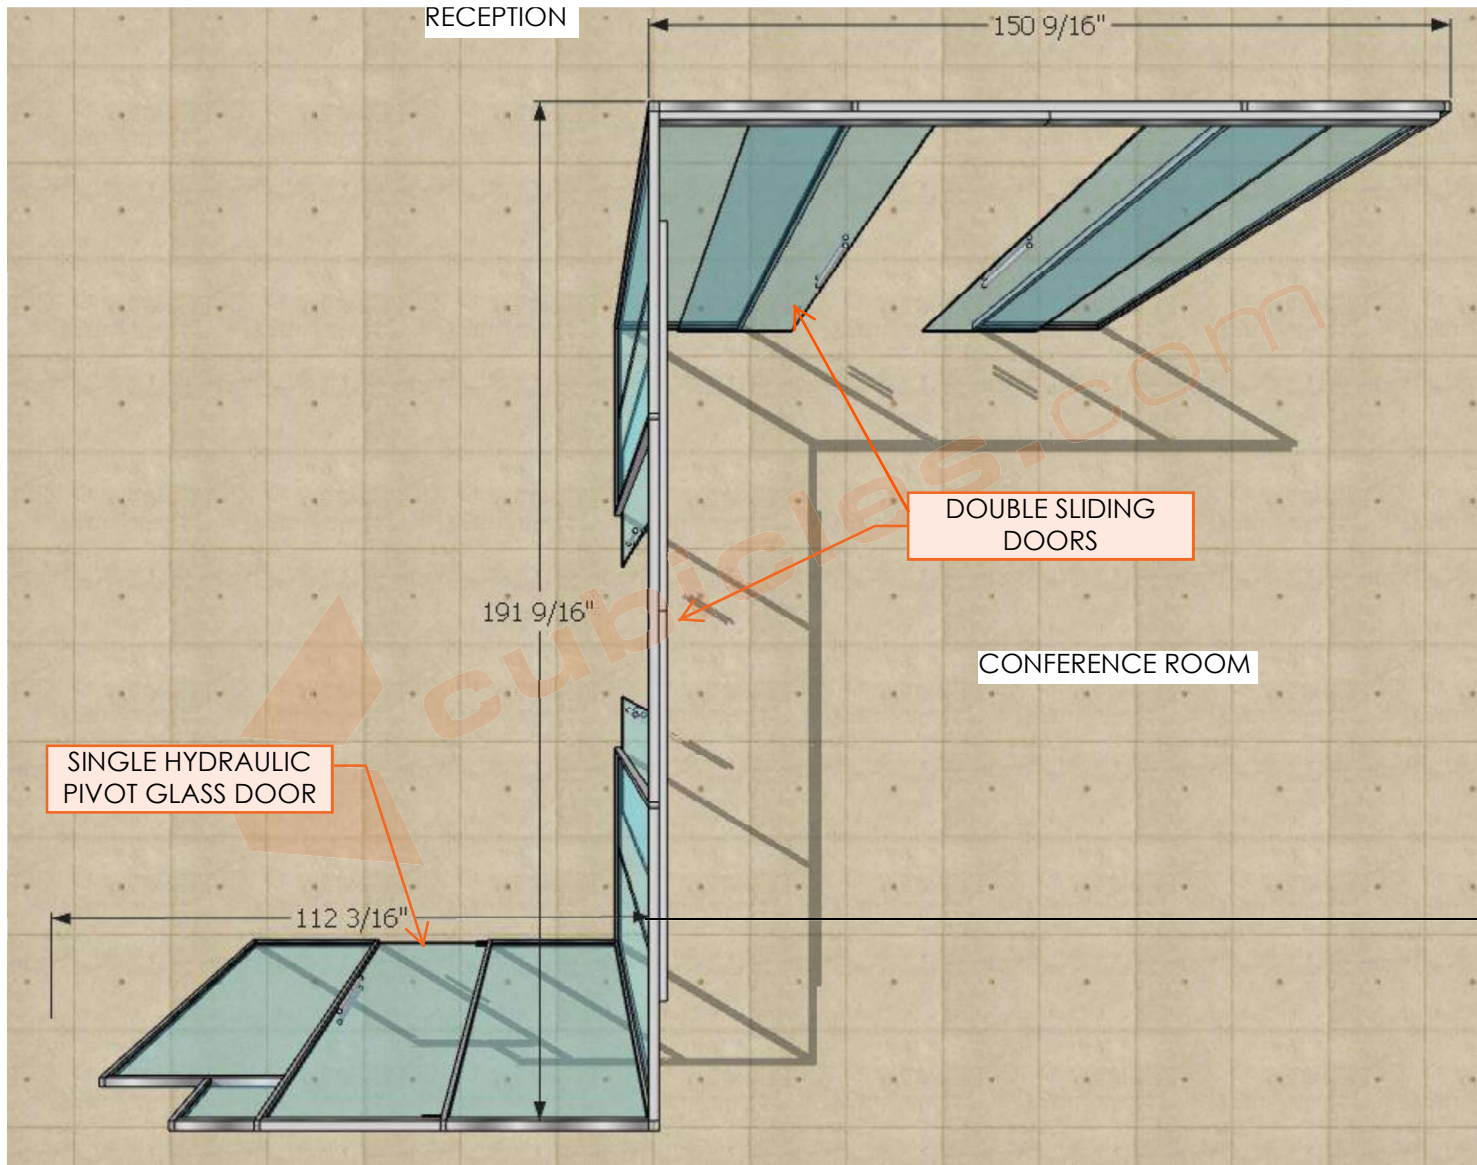 RECEPTION
150 9/16"
DOUBLE SLIDING
DOORS
191 9/16"
cubicles.com
CONFERENCE ROOM
SINGLE HYDRAULIC
PIVOT GLASS DOOR
112 3/16"